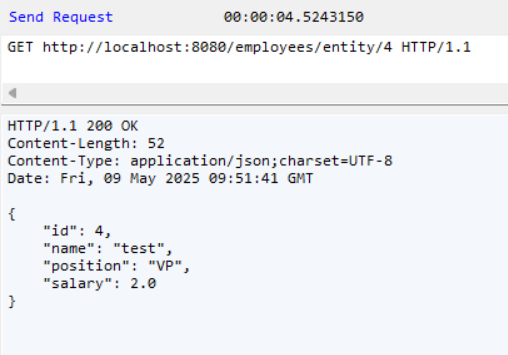 Send Request 00:00:04.5243150
GET http://localhost:8080/employees/entity/4 HTTP/1.1
HTTP/1.1 200 OK
Content-Length: 52
Content-Type: application/json;charset=UTF-8
Date: Fri, 09 May 2025 09:51:41 GMT
{
    "id": 4,
    "name": "test",
    "position": "VP",
    "salary": 2.0
}